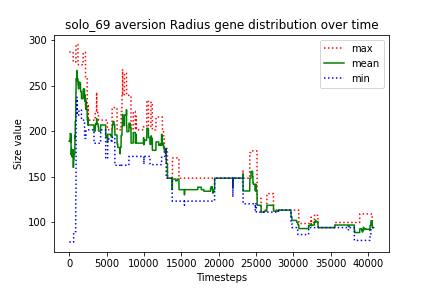 solo_69 aversion Radius gene distribution over time
300
250
200
150
100
Size value
max
mean
min
0 5000 10000 15000 20000 25000 30000 35000 40000
Timesteps